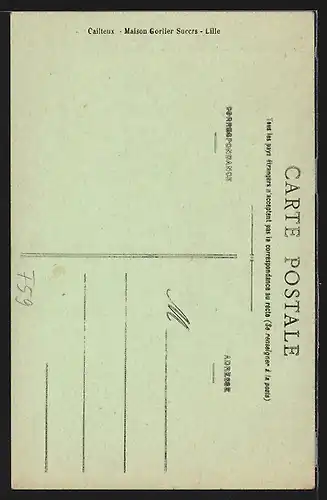 CARTE POSTALE
Tous les pays étrangers n'acceptent pas la correspondance au recto (Se renseigner à la poste)
CORRESPONDANCE
ADRESSE
M
Cailteux - Maison Gorlier Succrs - Lille
T59